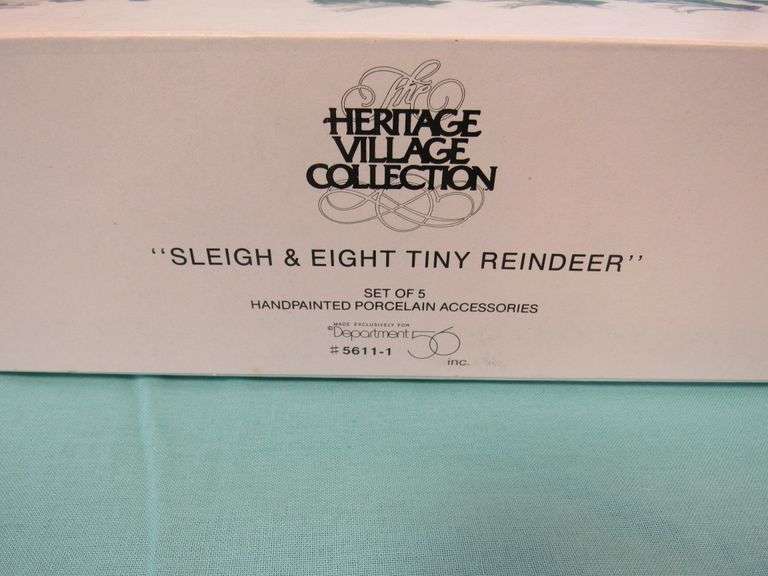 The
HERITAGE
VILLAGE
COLLECTION
"SLEIGH & EIGHT TINY REINDEER"
SET OF 5
HANDPAINTED PORCELAIN ACCESSORIES
MADE EXCLUSIVELY FOR
©Department 56
#5611-1 inc.